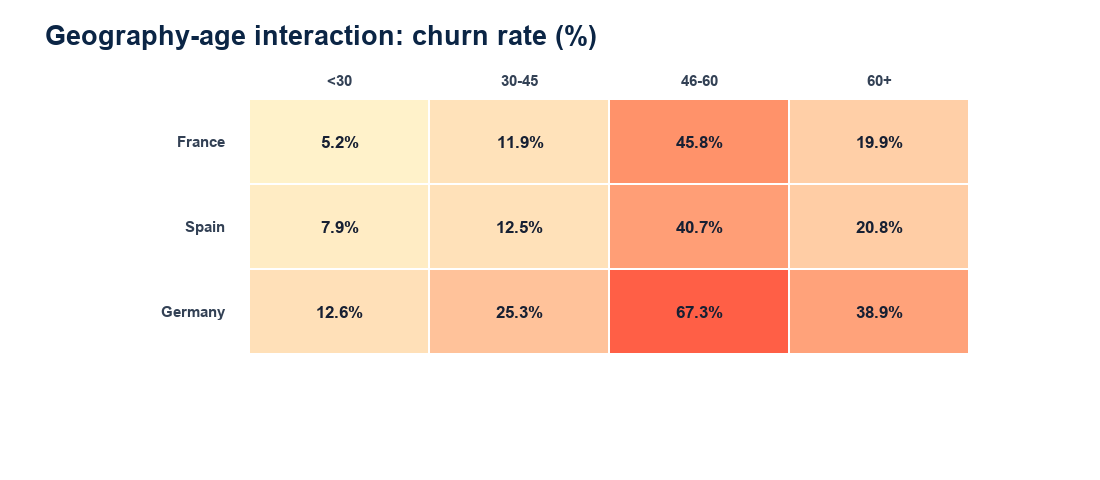 Geography-age interaction: churn rate (%)
<30 30-45 46-60 60+
France 5.2% 11.9% 45.8% 19.9%
Spain 7.9% 12.5% 40.7% 20.8%
Germany 12.6% 25.3% 67.3% 38.9%